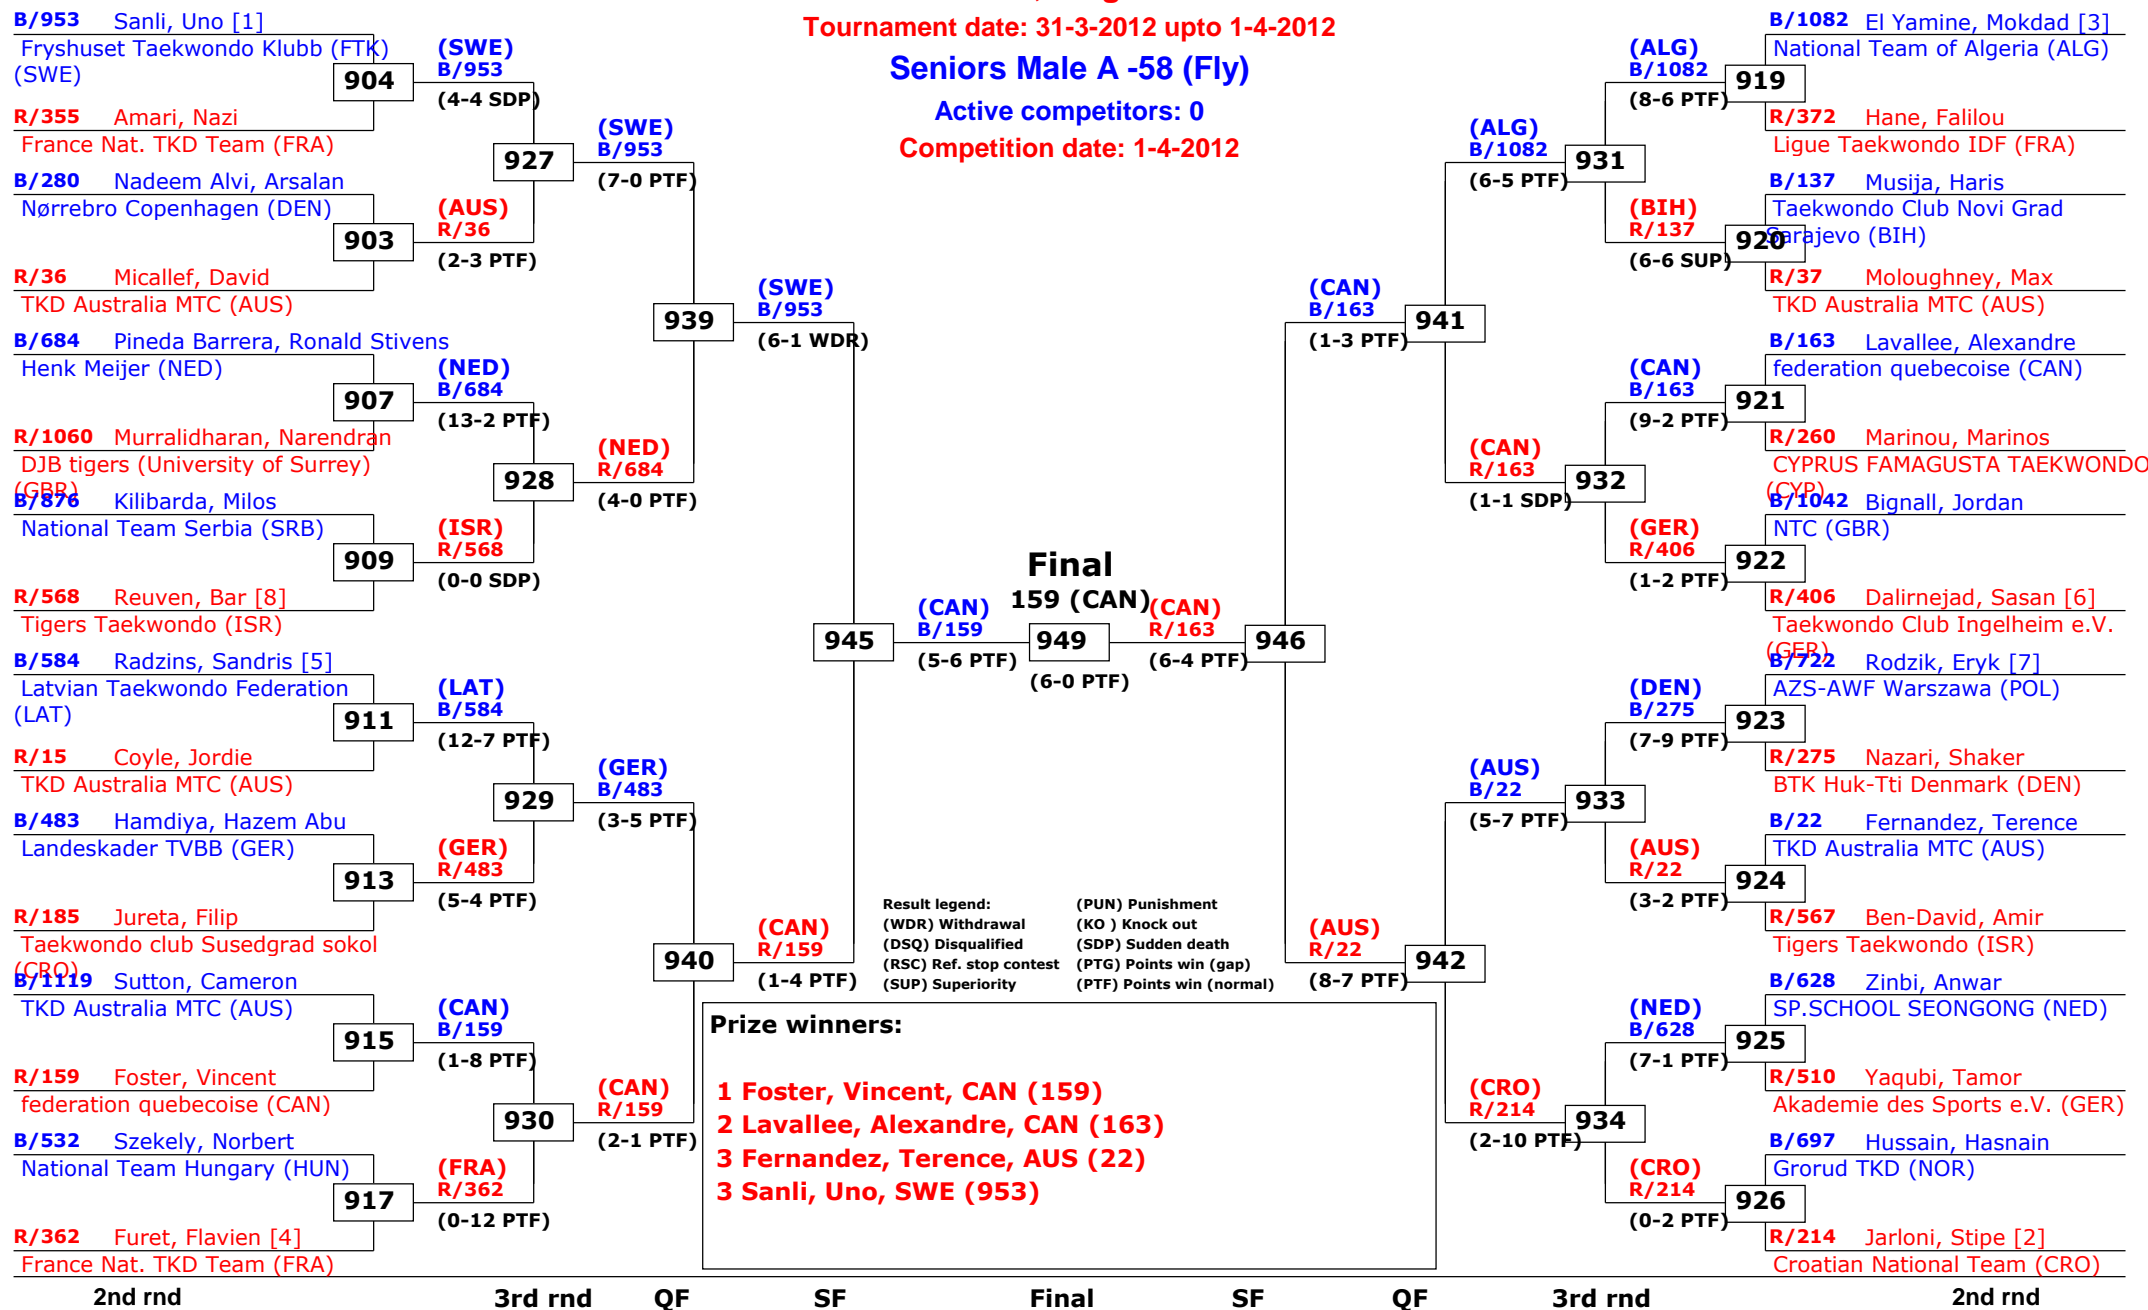 Tournament date: 31-3-2012 upto 1-4-2012
Seniors Male A -58 (Fly)
Active competitors: 0
Competition date: 1-4-2012
B/953 Sanli, Uno [1]
Fryshuset Taekwondo Klubb (FTK)
(SWE)
904
R/355 Amari, Nazi
France Nat. TKD Team (FRA)
B/280 Nadeem Alvi, Arsalan
Nørrebro Copenhagen (DEN)
903
R/36 Micallef, David
TKD Australia MTC (AUS)
B/684 Pineda Barrera, Ronald Stivens
Henk Meijer (NED)
907
R/1060 Murralidharan, Narendran
DJB tigers (University of Surrey)
(GBR)
B/876 Kilibarda, Milos
National Team Serbia (SRB)
909
R/568 Reuven, Bar [8]
Tigers Taekwondo (ISR)
B/584 Radzins, Sandris [5]
Latvian Taekwondo Federation
(LAT)
911
R/15 Coyle, Jordie
TKD Australia MTC (AUS)
B/483 Hamdiya, Hazem Abu
Landeskader TVBB (GER)
913
R/185 Jureta, Filip
Taekwondo club Susedgrad sokol
(CRO)
B/1119 Sutton, Cameron
TKD Australia MTC (AUS)
915
R/159 Foster, Vincent
federation quebecoise (CAN)
B/532 Szekely, Norbert
National Team Hungary (HUN)
917
R/362 Furet, Flavien [4]
France Nat. TKD Team (FRA)
(SWE)
B/953
(4-4 SDP)
927
(AUS)
R/36
(2-3 PTF)
(NED)
B/684
(13-2 PTF)
928
(ISR)
R/568
(0-0 SDP)
(LAT)
B/584
(12-7 PTF)
929
(GER)
R/483
(5-4 PTF)
(CAN)
B/159
(1-8 PTF)
930
(FRA)
R/362
(0-12 PTF)
(SWE)
B/953
(7-0 PTF)
939
(NED)
R/684
(4-0 PTF)
(GER)
B/483
(3-5 PTF)
940
(CAN)
R/159
(2-1 PTF)
(SWE)
B/953
(6-1 WDR)
945
(CAN)
R/159
(1-4 PTF)
(CAN)
B/159
(5-6 PTF)
Final
159 (CAN)
949
(6-0 PTF)
(CAN)
R/163
(6-4 PTF)
946
(CAN)
B/163
(1-3 PTF)
941
(AUS)
R/22
(8-7 PTF)
942
(ALG)
B/1082
(6-5 PTF)
931
(CAN)
R/163
(1-1 SDP)
932
(AUS)
B/22
(5-7 PTF)
933
(CRO)
R/214
(2-10 PTF)
934
(ALG)
B/1082
(8-6 PTF)
(BIH)
R/137
(6-6 SUP)
(CAN)
B/163
(9-2 PTF)
(GER)
R/406
(1-2 PTF)
(DEN)
B/275
(7-9 PTF)
(AUS)
R/22
(3-2 PTF)
(NED)
B/628
(7-1 PTF)
(CRO)
R/214
(0-2 PTF)
B/1082 El Yamine, Mokdad [3]
National Team of Algeria (ALG)
919
R/372 Hane, Falilou
Ligue Taekwondo IDF (FRA)
B/137 Musija, Haris
Taekwondo Club Novi Grad
Sarajevo (BIH)
920
R/37 Moloughney, Max
TKD Australia MTC (AUS)
B/163 Lavallee, Alexandre
federation quebecoise (CAN)
921
R/260 Marinou, Marinos
CYPRUS FAMAGUSTA TAEKWONDO
(CYP)
B/1042 Bignall, Jordan
NTC (GBR)
922
R/406 Dalirnejad, Sasan [6]
Taekwondo Club Ingelheim e.V.
(GER)
B/722 Rodzik, Eryk [7]
AZS-AWF Warszawa (POL)
923
R/275 Nazari, Shaker
BTK Huk-Tti Denmark (DEN)
B/22 Fernandez, Terence
TKD Australia MTC (AUS)
924
R/567 Ben-David, Amir
Tigers Taekwondo (ISR)
B/628 Zinbi, Anwar
SP.SCHOOL SEONGONG (NED)
925
R/510 Yaqubi, Tamor
Akademie des Sports e.V. (GER)
B/697 Hussain, Hasnain
Grorud TKD (NOR)
926
R/214 Jarloni, Stipe [2]
Croatian National Team (CRO)
Result legend:
(WDR) Withdrawal
(DSQ) Disqualified
(RSC) Ref. stop contest
(SUP) Superiority
(PUN) Punishment
(KO ) Knock out
(SDP) Sudden death
(PTG) Points win (gap)
(PTF) Points win (normal)
Prize winners:
1 Foster, Vincent, CAN (159)
2 Lavallee, Alexandre, CAN (163)
3 Fernandez, Terence, AUS (22)
3 Sanli, Uno, SWE (953)
2nd rnd 3rd rnd QF SF Final SF QF 3rd rnd 2nd rnd